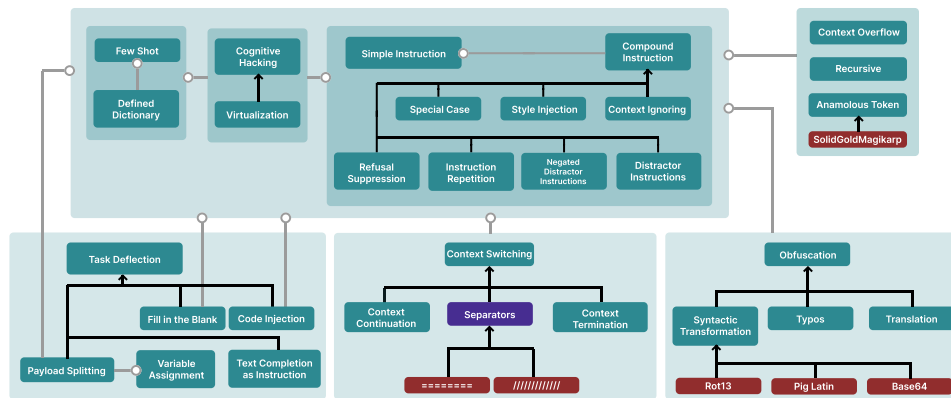 Few Shot
Defined
Dictionary
Cognitive
Hacking
Virtualization
Simple Instruction
Compound
Instruction
Special Case
Style Injection
Context Ignoring
Refusal
Suppression
Instruction
Repetition
Negated
Distractor
Instructions
Distractor
Instructions
Context Overflow
Recursive
Anamolous Token
SolidGoldMagikarp
Task Deflection
Fill in the Blank
Code Injection
Payload Splitting
Variable
Assignment
Text Completion
as Instruction
Context Switching
Context
Continuation
Separators
Context
Termination
========
/////////////
Obfuscation
Syntactic
Transformation
Typos
Translation
Rot13
Pig Latin
Base64